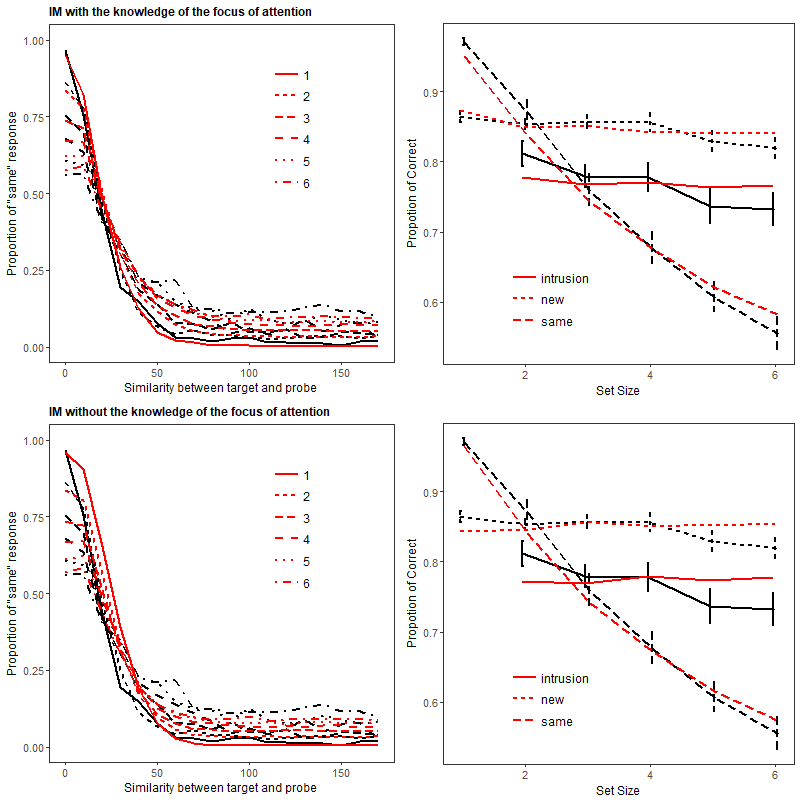 IM with the knowledge of the focus of attention
1.00
0.75
0.50
0.25
0.00
Proportion of "same" response
1
2
3
4
5
6
0
50
100
150
Similarity between target and probe
0.9
0.8
0.7
0.6
Propotion of Correct
intrusion
new
same
2
4
6
Set Size
IM without the knowledge of the focus of attention
1.00
0.75
0.50
0.25
0.00
Proportion of"same" response
1
2
3
4
5
6
0
50
100
150
Similarity between target and probe
0.9
0.8
0.7
0.6
Propotion of Correct
intrusion
new
same
2
4
6
Set Size